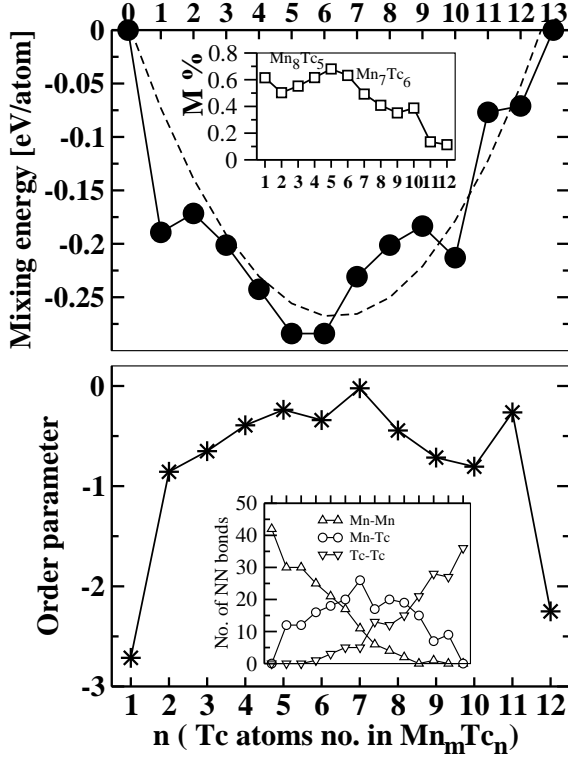 0 1 2 3 4 5 6 7 8 9 10 11 12 13
Mixing energy [eV/atom]
0
-0.05
-0.1
-0.15
-0.2
-0.25
M %
0.8
0.6
0.4
0.2
0
Mn8Tc5
Mn7Tc6
1 2 3 4 5 6 7 8 9 10 11 12
Order parameter
0
-1
-2
-3
No. of NN bonds
50
40
30
20
10
0
Mn-Mn
Mn-Tc
Tc-Tc
1 2 3 4 5 6 7 8 9 10 11 12
n ( Tc atoms no. in MnmTcn)